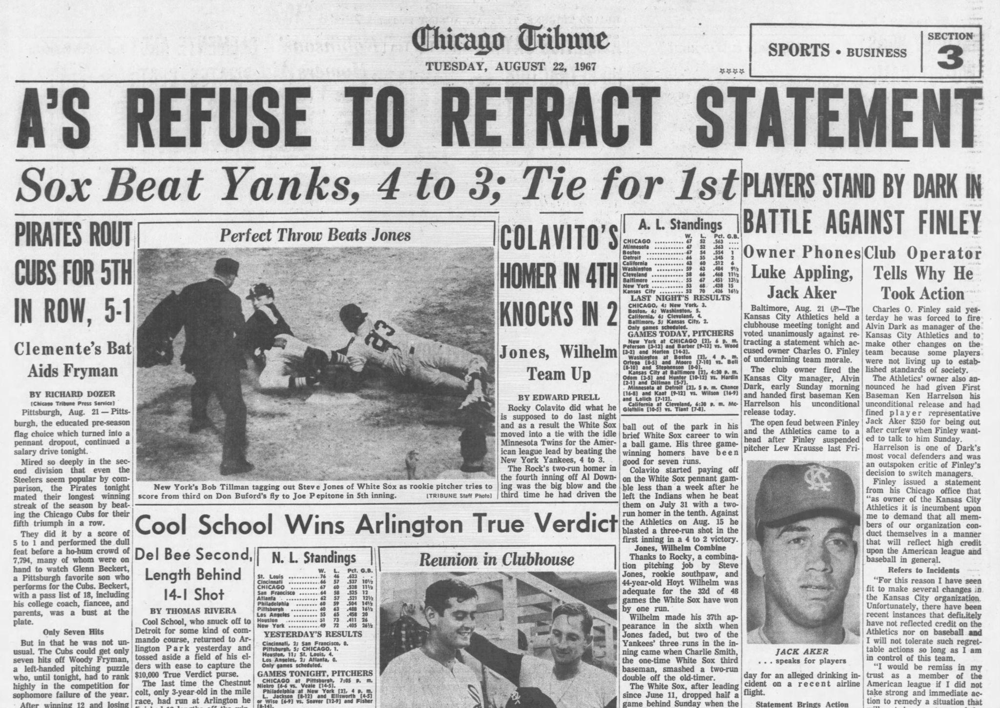 Chicago Tribune
TUESDAY, AUGUST 22, 1967
☆☆☆☆
SPORTS • BUSINESS
SECTION
3
A'S REFUSE TO RETRACT STATEMENT
Sox Beat Yanks, 4 to 3; Tie for 1st
PIRATES ROUT
CUBS FOR 5TH
IN ROW, 5-1
Clemente's Bat
Aids Fryman
BY RICHARD DOZER
[Chicago Tribune Press Service]
Pittsburgh, Aug. 21 — Pitts-
burgh, the educated pre-season
flag choice which turned into a
pennant dropout, continued a
salary drive tonight.
Mired so deeply in the sec-
ond division that even the
Steelers seem popular by com-
parison, the Pirates tonight
mated their longest winning
streak of the season by beat-
ing the Chicago Cubs for their
fifth triumph in a row.
They did it by a score of
5 to 1 and performed the dull
feat before a ho-hum crowd of
7,794, many of whom were on
hand to watch Glenn Beckert,
a Pittsburgh favorite son who
performs for the Cubs. Beckert,
with a pass list of 18, including
his college coach, fiancee, and
parents, was a bust at the
plate.
Only Seven Hits
But in that he was not un-
usual. The Cubs could get only
seven hits off Woody Fryman,
a left-handed pitching puzzle
who, until tonight, had to rank
highly in the competition for
sophomore failure of the year.
After winning 12 and losing
Perfect Throw Beats Jones
23
New York's Bob Tillman tagging out Steve Jones of White Sox as rookie pitcher tries to
score from third on Don Buford's fly to Joe Pepitone in 5th inning.
[TRIBUNE Staff Photo]
COLAVITO'S
HOMER IN 4TH
KNOCKS IN 2
Jones, Wilhelm
Team Up
BY EDWARD PRELL
Rocky Colavito did what he
is supposed to do last night
and as a result the White Sox
moved into a tie with the idle
Minnesota Twins for the Amer-
ican league lead by beating the
New York Yankees, 4 to 3.
The Rock's two-run homer in
the fourth inning off Al Down-
ing was the big blow and the
third time he had driven the
A. L. Standings
W. L. Pct. G.B.
CHICAGO .......... 67 52 .563 ....
Minnesota .......... 67 52 .563 ....
Boston .......... 67 54 .554 1
Detroit .......... 66 55 .545 2
California .......... 63 60 .512 6
Washington .......... 59 63 .484 9½
Cleveland .......... 58 66 .468 11½
Baltimore .......... 55 67 .451 13½
New York .......... 53 68 .438 15
Kansas City .......... 52 70 .426 16½
LAST NIGHT'S RESULTS
CHICAGO, 4; New York, 3.
Boston, 6; Washington, 5.
California, 6; Cleveland, 4.
Baltimore, 5; Kansas City, 2.
Only games scheduled.
GAMES TODAY, PITCHERS
New York at CHICAGO [2], 6 p. m.
Peterson [3-13] and Barber [9-13] vs. Wood
[3-2] and Horlen [14-3].
Washington at Boston [2], 4 p. m.
Ortega [8-5] and Moore [7-10] vs. Bell
[8-10] and Stephenson [0-0].
Kansas City at Baltimore [2], 4:30 p. m.
Odom [3-5] and Hunter [10-12] vs. Hardin
[2-1] and Dillman [5-7].
Minnesota at Detroit [2], 5 p. m. Chance
[16-8] and Kaat [9-12] vs. Wilson [16-9]
and Lolich [7-12].
California at Cleveland, 6:30 p. m. Mc-
Glothlin [10-5] vs. Tiant [7-8].
ball out of the park in his
brief White Sox career to win
a ball game. His three game-
winning homers have been
good for seven runs.
Colavito started paying off
on the White Sox pennant gam-
ble less than a week after he
left the Indians when he beat
them on July 31 with a two-
run homer in the tenth. Against
the Athletics on Aug. 15 he
blasted a three-run shot in the
first inning in a 4 to 2 victory.
Jones, Wilhelm Combine
Thanks to Rocky, a combina-
tion pitching job by Steve
Jones, rookie southpaw, and
44-year-old Hoyt Wilhelm was
adequate for the 32d of 48
games the White Sox have won
by one run.
Wilhelm made his 37th ap-
pearance in the sixth when
Jones faded, but two of the
Yankees' three runs in the in-
ning came when Charlie Smith,
the one-time White Sox third
baseman, smashed a two-run
double off the old-timer.
The White Sox, after leading
since June 11, dropped half a
game behind Sunday when the
Cool School Wins Arlington True Verdict
Del Bee Second,
Length Behind
14-1 Shot
BY THOMAS RIVERA
Cool School, who snuck off to
Detroit for some kind of com-
mando course, returned to Ar-
lington Park yesterday and
tossed aside a field of his el-
ders with ease to capture the
$10,000 True Verdict purse.
The last time the Chestnut
colt, only 3-year-old in the mile
race, had run at Arlington he
N. L. Standings
W. L. Pct. G.B.
St. Louis .......... 76 46 .623 . .
Cincinnati .......... 66 57 .537 10½
CHICAGO .......... 67 60 .528 11½
San Francisco .......... 64 58 .525 12
Atlanta .......... 62 57 .521 12½
Philadelphia .......... 60 59 .504 14½
Pittsburgh .......... 60 63 .488 16½
Los Angeles .......... 55 65 .458 20
Houston .......... 51 73 .411 26
New York .......... 49 72 .405 26½
YESTERDAY'S RESULTS
Cincinnati, 2; San Francisco, 0.
Pittsburgh, 5; CHICAGO, 1.
Houston, 11; St. Louis, 4.
Los Angeles, 2; Atlanta, 0.
Only games scheduled.
GAMES TONIGHT, PITCHERS
CHICAGO at Pittsburgh, 7:05 p. m.
Niekro [6-6 vs. Veale [14-5].
Philadelphia at New York [2], 4 p. m.
L. Jackson [8-12] and Ellsworth [4-5]
or Wise [6-9] vs. Seaver [12-9] and Fisher
[8-14].
Reunion in Clubhouse
PLAYERS STAND BY DARK IN
BATTLE AGAINST FINLEY
Owner Phones
Luke Appling,
Jack Aker
Baltimore, Aug. 21 (AP)—The
Kansas City Athletics held a
clubhouse meeting tonight and
voted unanimously against re-
tracting a statement which ac-
cused owner Charles O. Finley
of undermining team morale.
The club owner fired the
Kansas City manager, Alvin
Dark, early Sunday morning
and handed first baseman Ken
Harrelson his unconditional
release today.
The open feud between Finley
and the Athletics came to a
head after Finley suspended
pitcher Lew Krausse last Fri-
KC
JACK AKER
. . . speaks for players
day for an alleged drinking in-
cident on a recent airline
flight.
Statement Brings Action
Club Operator
Tells Why He
Took Action
Charles O. Finley said yes-
terday he was forced to fire
Alvin Dark as manager of the
Kansas City Athletics and to
make other changes on the
team because some players
were not living up to estab-
lished standards of society.
The Athletics' owner also an-
nounced he had given First
Baseman Ken Harrelson his
unconditional release and had
fined player representative
Jack Aker $250 for being out
after curfew when Finley want-
ed to talk to him Sunday.
Harrelson is one of Dark's
most vocal defenders and was
an outspoken critic of Finley's
decision to switch managers.
Finley issued a statement
from his Chicago office that
"as owner of the Kansas City
Athletics it is incumbent upon
me to demand that all mem-
bers of our organization con-
duct themselves in a manner
that will reflect high credit
upon the American league and
baseball in general.
Refers to Incidents
"For this reason I have seen
fit to make several changes in
the Kansas City organization.
Unfortunately, there have been
recent instances that definitely
have not reflected credit on the
Athletics nor on baseball and
I will not tolerate such regret-
table actions so long as I am
in control of this team.
"I would be remiss in my
trust as a member of the
American league if I did not
take strong and immediate ac-
tion to remedy a situation that